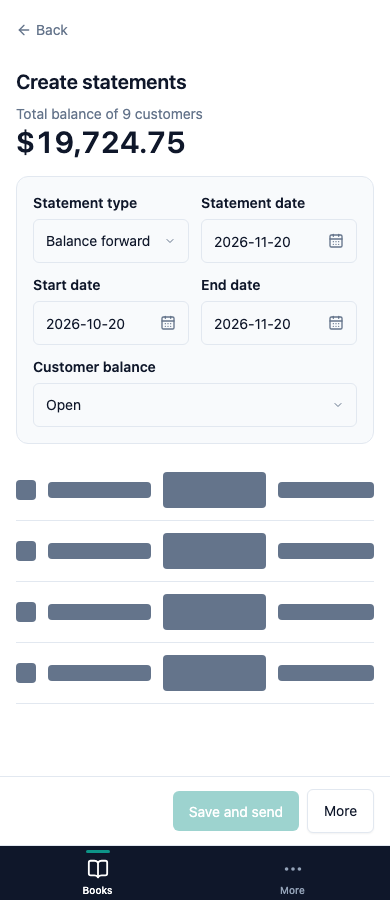 Back
Create statements
Total balance of 9 customers
$19,724.75
Statement type
Statement date
Balance forward
2026-11-20
Start date
End date
2026-10-20
2026-11-20
Customer balance
Open
Save and send
More
Books
More